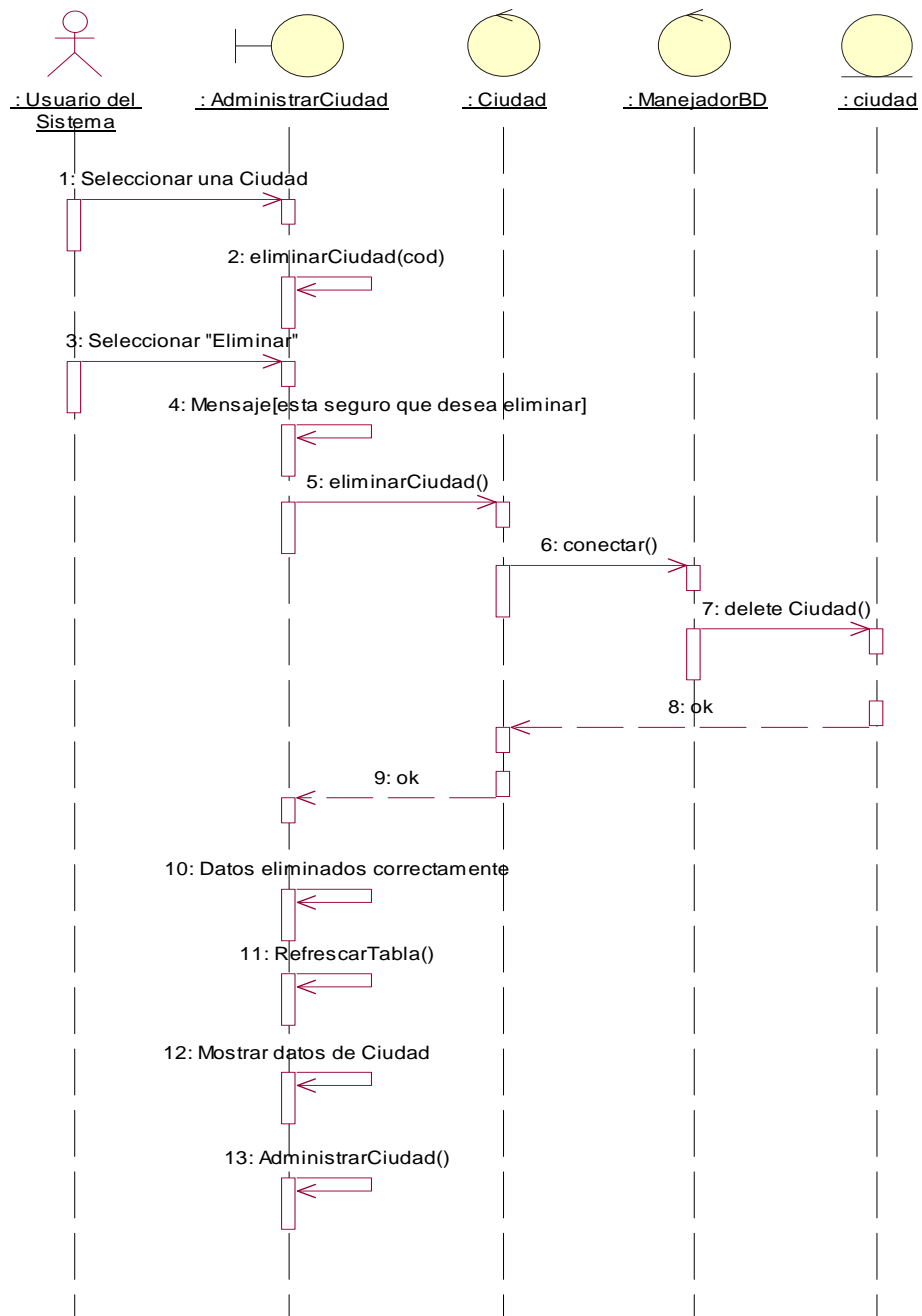 : Usuario del
Sistema
: AdministrarCiudad
: Ciudad
: ManejadorBD
: ciudad
1: Seleccionar una Ciudad
2: eliminarCiudad(cod)
3: Seleccionar "Eliminar"
4: Mensaje[esta seguro que desea eliminar]
5: eliminarCiudad()
6: conectar()
7: delete Ciudad()
8: ok
9: ok
10: Datos eliminados correctamente
11: RefrescarTabla()
12: Mostrar datos de Ciudad
13: AdministrarCiudad()